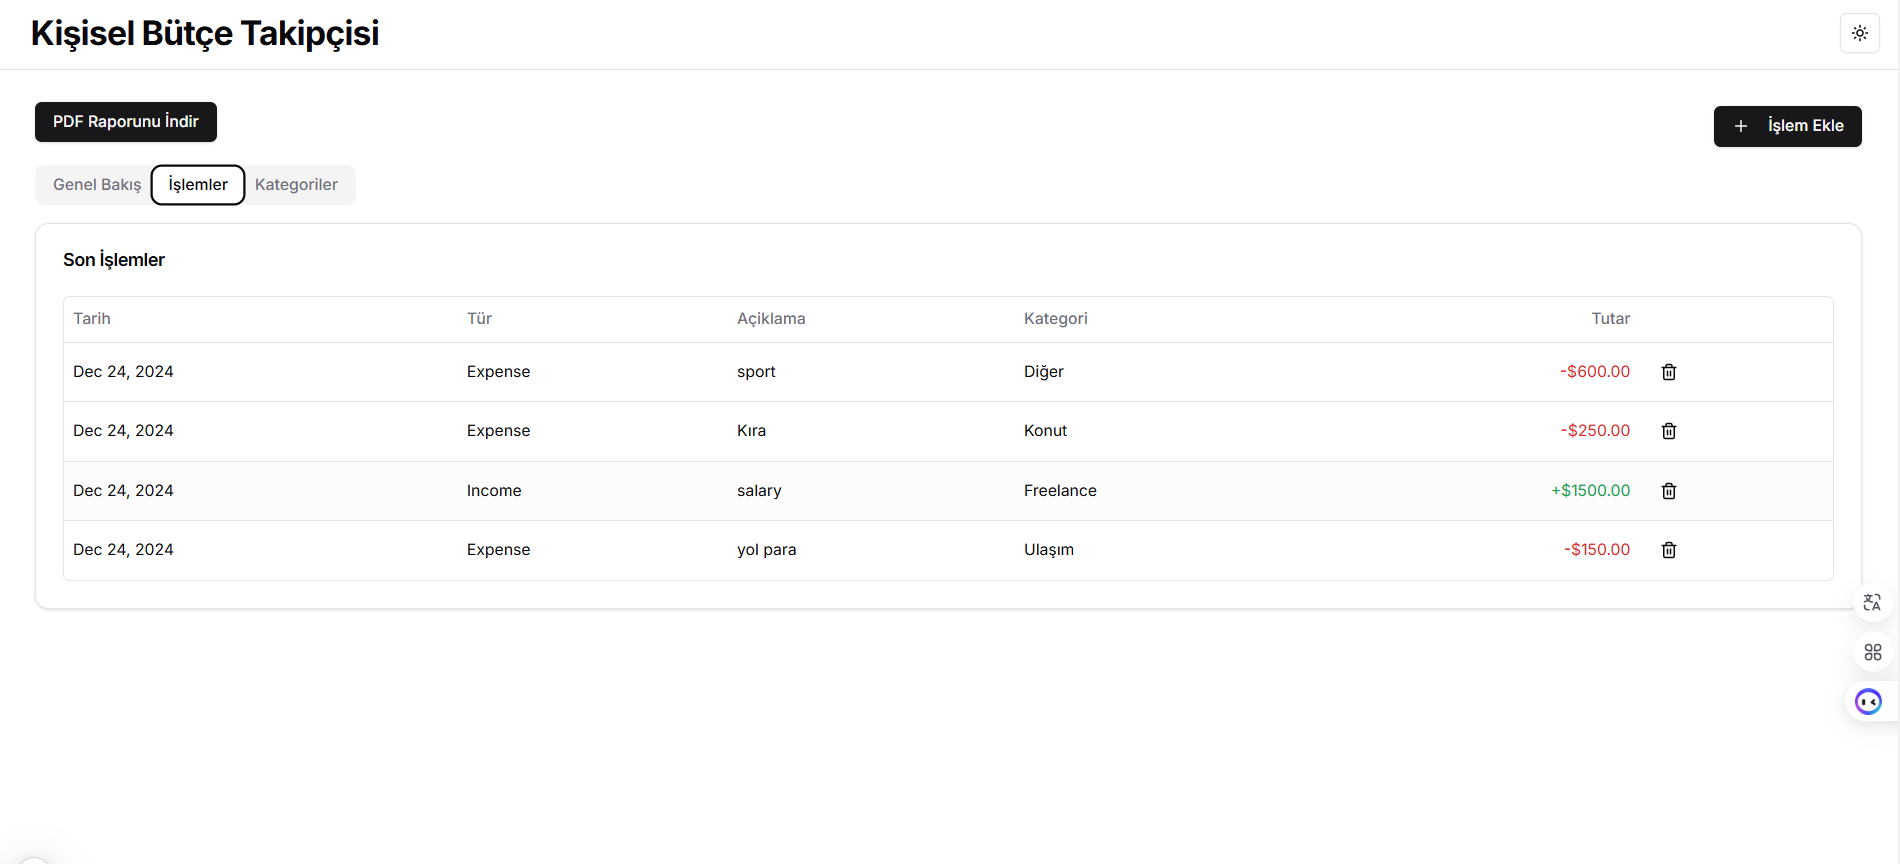 Kişisel Bütçe Takipçisi
PDF Raporunu İndir
+ İşlem Ekle
Genel Bakış İşlemler Kategoriler
Son İşlemler
Tarih Tür Açiklama Kategori Tutar
Dec 24, 2024 Expense sport Diğer -$600.00
Dec 24, 2024 Expense Kıra Konut -$250.00
Dec 24, 2024 Income salary Freelance +$1500.00
Dec 24, 2024 Expense yol para Ulaşım -$150.00